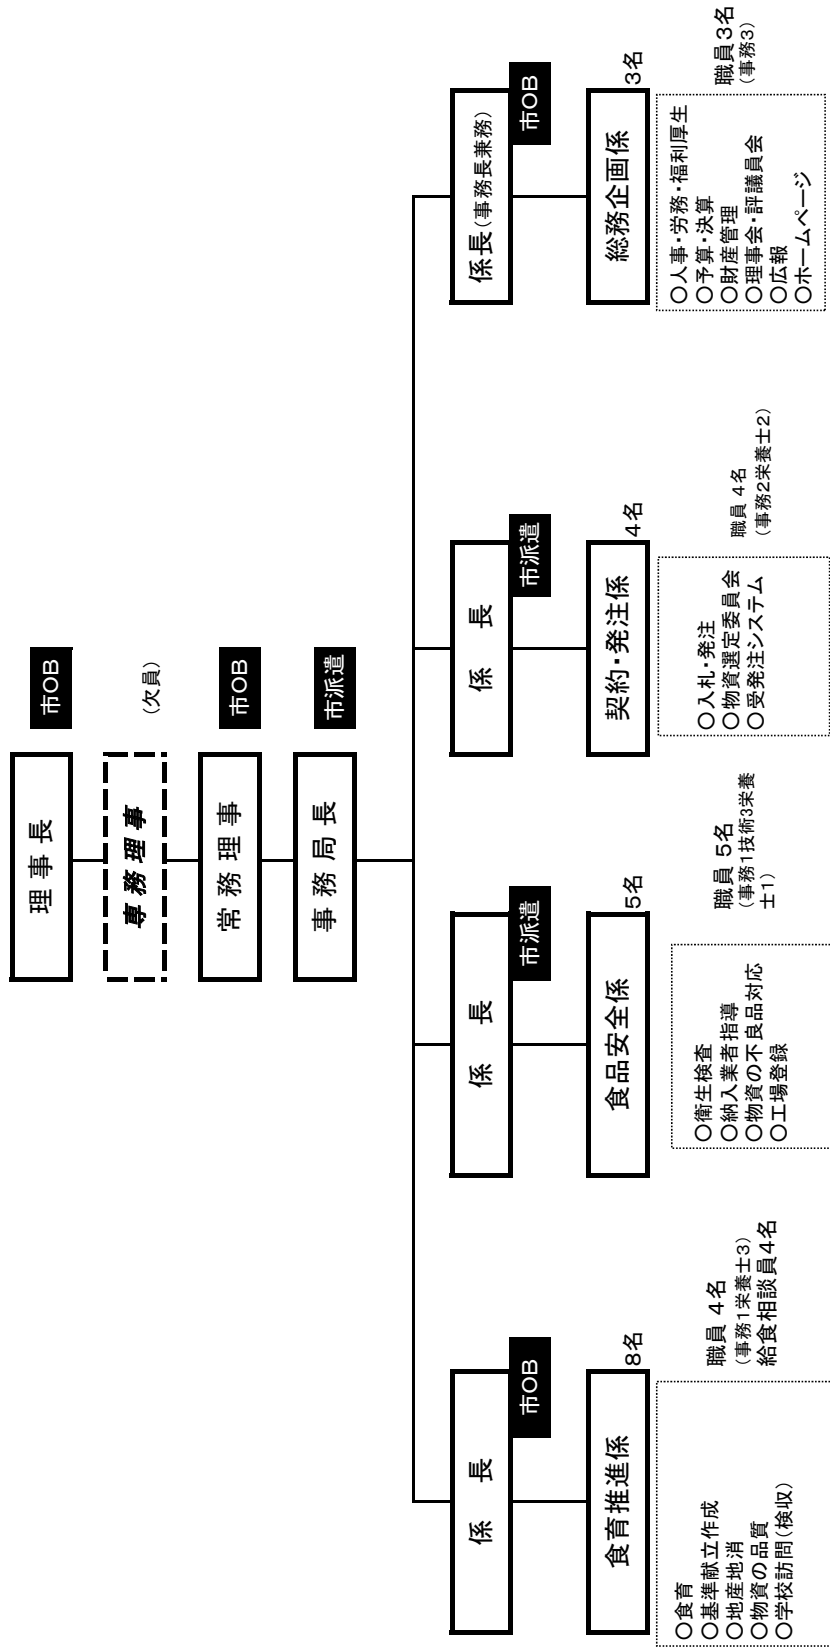 理事長
市OB
専務理事
(欠員)
常務理事
市OB
事務局長
市派遣
係長
市OB
食育推進係
8名
○食育
○基準献立作成
○地産地消
○物資の品質
○学校訪問(検収)
職員 4名
(事務1栄養士3)
給食相談員4名
係長
市派遣
食品安全係
5名
○衛生検査
○納入業者指導
○物資の不良品対応
○工場登録
職員 5名
(事務1技術3栄養
士1)
係長
市派遣
契約・発注係
4名
○入札・発注
○物資選定委員会
○受発注システム
職員 4名
(事務2栄養士2)
係長(事務長兼務)
市OB
総務企画係
3名
○人事・労務・福利厚生
○予算・決算
○財産管理
○理事会・評議員会
○広報
○ホームページ
職員3名
(事務3)